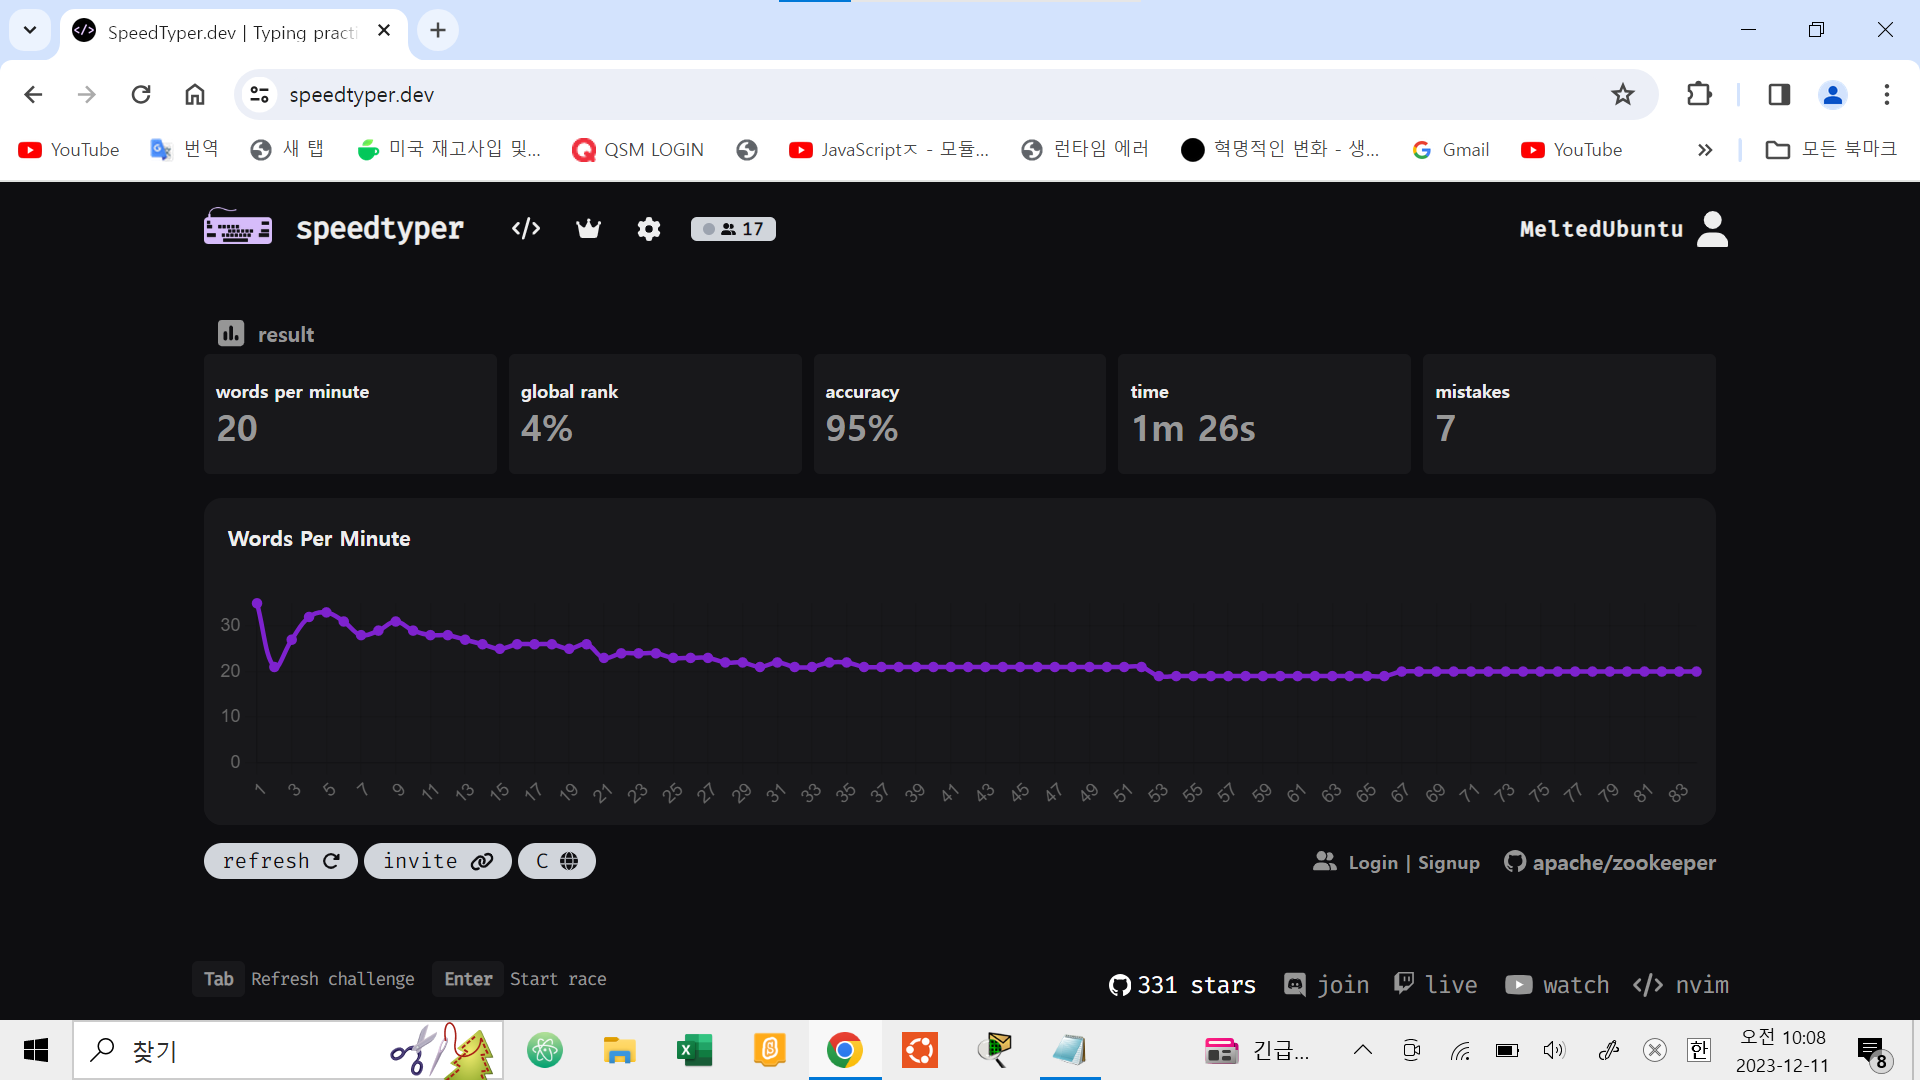 SpeedTyper.dev | Typing practi
speedtyper.dev
YouTube 번역 새 탭 미국 재고사입 및... QSM LOGIN JavaScriptㅈ - 모듈... 런타임 에러 혁명적인 변화 - 생... Gmail YouTube 모든 북마크
speedtyper 17 MeltedUbuntu
result
words per minute global rank accuracy time mistakes
20 4% 95% 1m 26s 7
Words Per Minute
30
20
10
0
1 3 5 7 9 11 13 15 17 19 21 23 25 27 29 31 33 35 37 39 41 43 45 47 49 51 53 55 57 59 61 63 65 67 69 71 73 75 77 79 81 83
refresh invite C Login | Signup apache/zookeeper
Tab Refresh challenge Enter Start race 331 stars join live watch nvim
찾기 긴급... 한 오전 10:08
2023-12-11 8